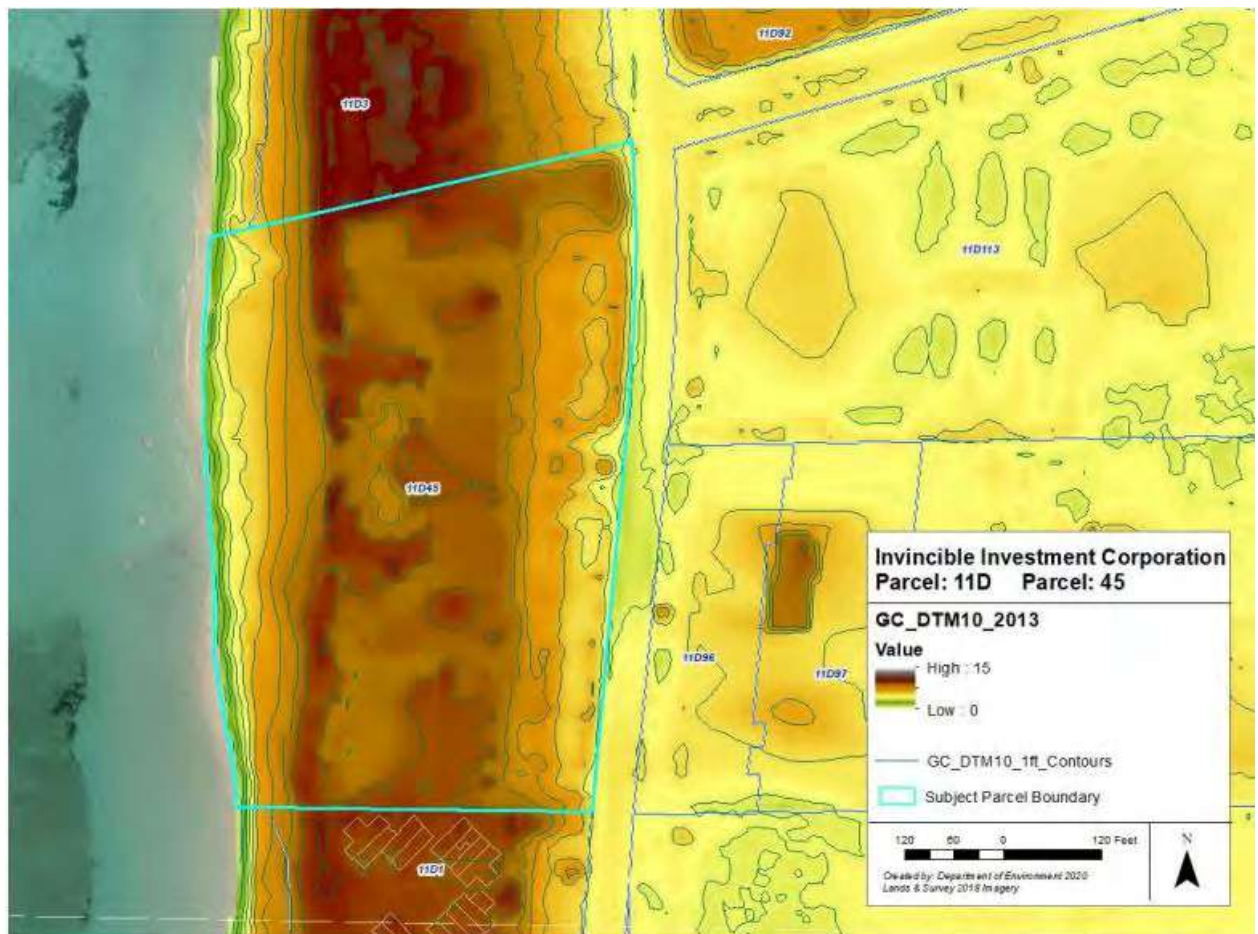 11D92
11D3
11D113
11D45
11D96
11D97
11D1
Invincible Investment Corporation
Parcel: 11D Parcel: 45
GC_DTM10_2013
Value
High : 15
Low : 0
GC_DTM10_1ft_Contours
Subject Parcel Boundary
120 60 0 120 Feet
N
Created by: Department of Environment 2020
Lands & Survey 2018 Imagery